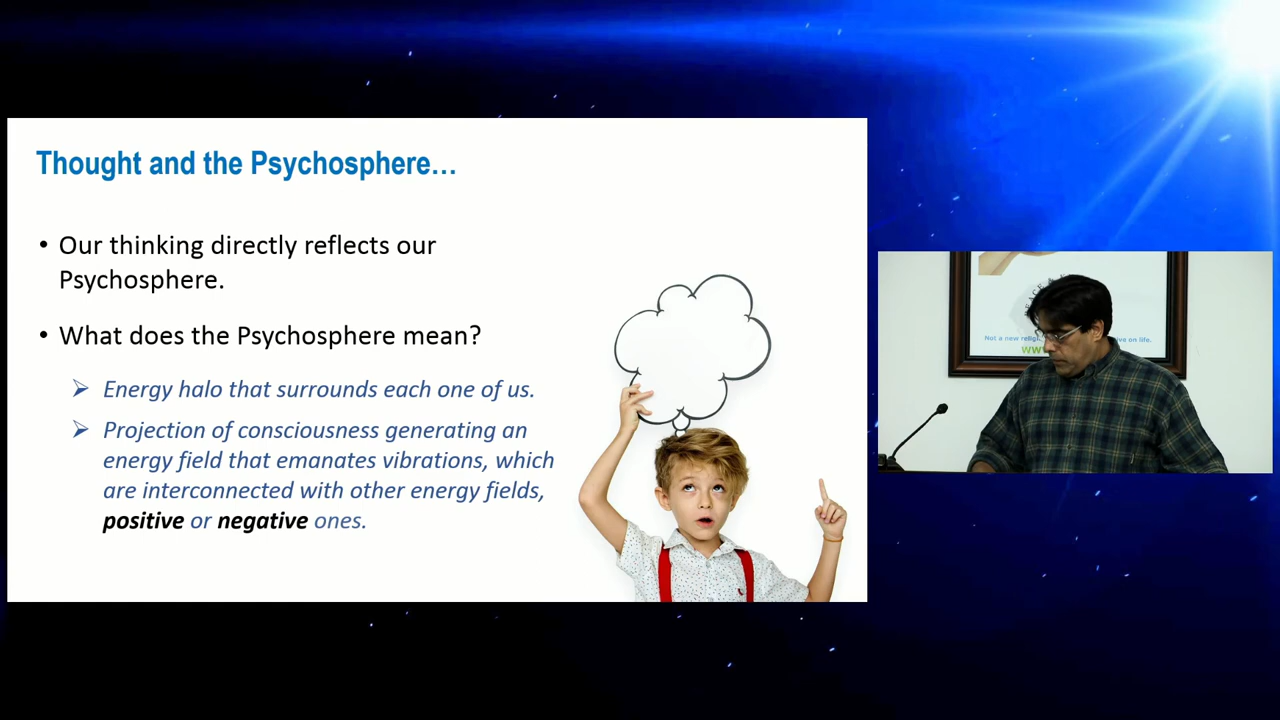 Thought and the Psychosphere…
• Our thinking directly reflects our
Psychosphere.
• What does the Psychosphere mean?
➢ Energy halo that surrounds each one of us.
➢ Projection of consciousness generating an
energy field that emanates vibrations, which
are interconnected with other energy fields,
positive or negative ones.
Not a new
on life.